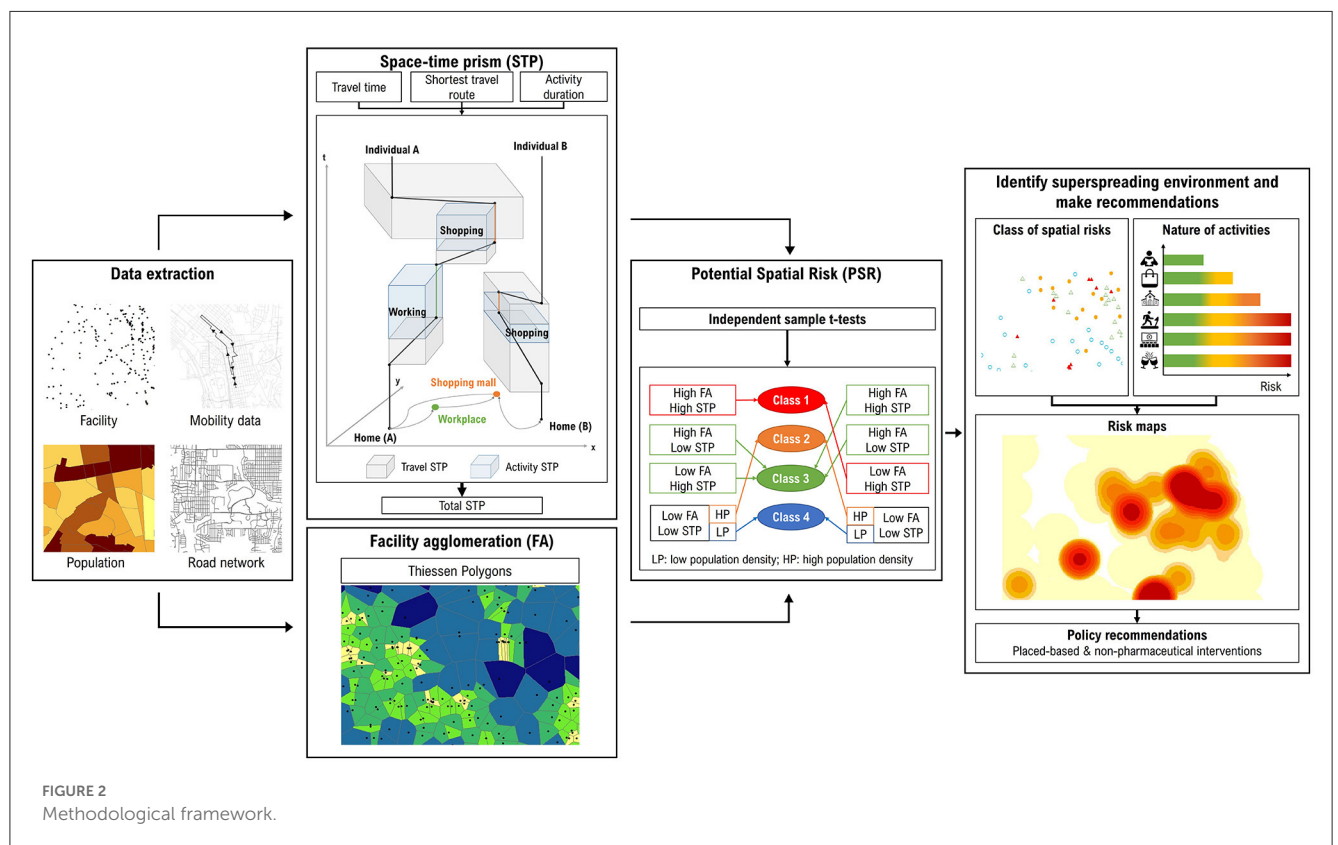 Data extraction
Facility
Mobility data
Population
Road network
Space-time prism (STP)
Travel time
Shortest travel
route
Activity
duration
t
Individual A
Individual B
Shopping
Working
Shopping
y
Shopping mall
Workplace
Home (A)
Home (B)
x
Travel STP
Activity STP
Total STP
Facility agglomeration (FA)
Thiessen Polygons
Potential Spatial Risk (PSR)
Independent sample t-tests
High FA
High STP
Class 1
High FA
High STP
High FA
Low STP
Class 2
High FA
Low STP
Low FA
High STP
Class 3
Low FA
High STP
Low FA
Low STP
HP
LP
Class 4
HP
LP
Low FA
Low STP
LP: low population density; HP: high population density
Identify superspreading environment and
make recommendations
Class of spatial risks
Nature of activities
Risk
Risk maps
Policy recommendations
Placed-based & non-pharmaceutical interventions
FIGURE 2
Methodological framework.